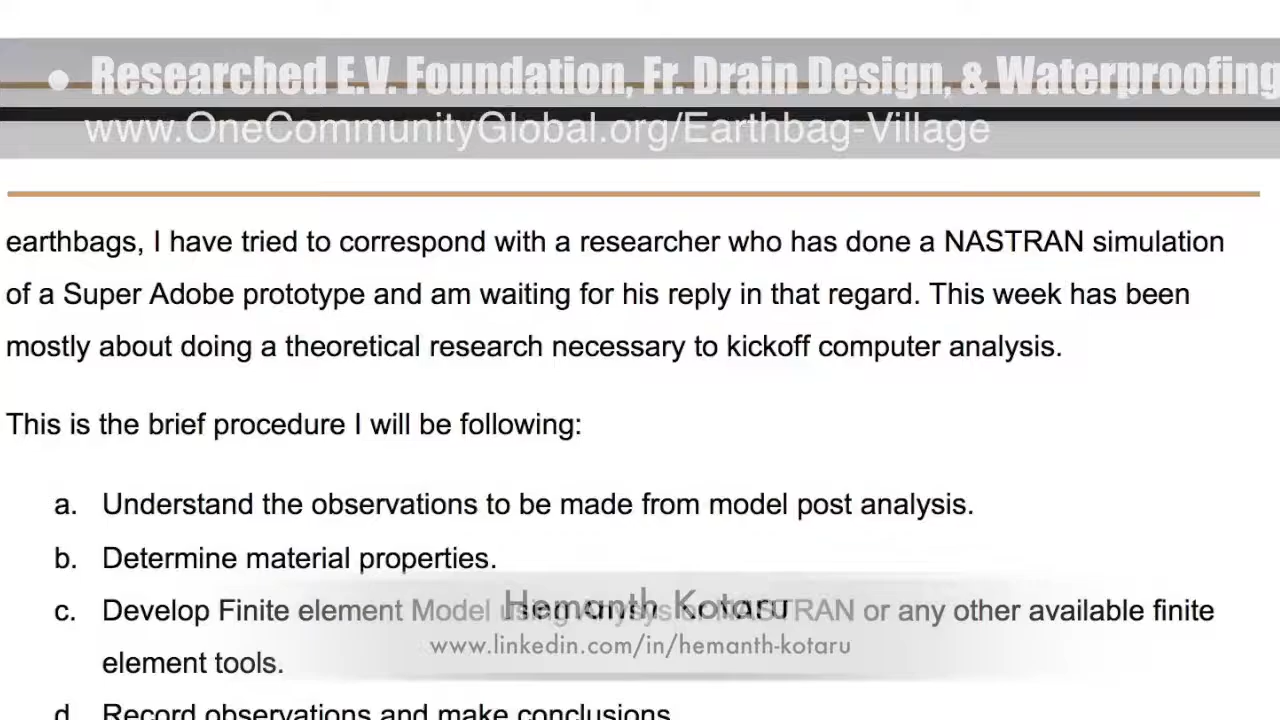 ● Researched E.V. Foundation, Fr. Drain Design, & Waterproofing
www.OneCommunityGlobal.org/Earthbag-Village
earthbags, I have tried to correspond with a researcher who has done a NASTRAN simulation
of a Super Adobe prototype and am waiting for his reply in that regard. This week has been
mostly about doing a theoretical research necessary to kickoff computer analysis.
This is the brief procedure I will be following:
a. Understand the observations to be made from model post analysis.
b. Determine material properties.
c. Develop Finite element Model using NASTRAN or any other available finite
Hemanth Kotaru
www.linkedin.com/in/hemanth-kotaru
element tools.
d. Record observations and make conclusions.